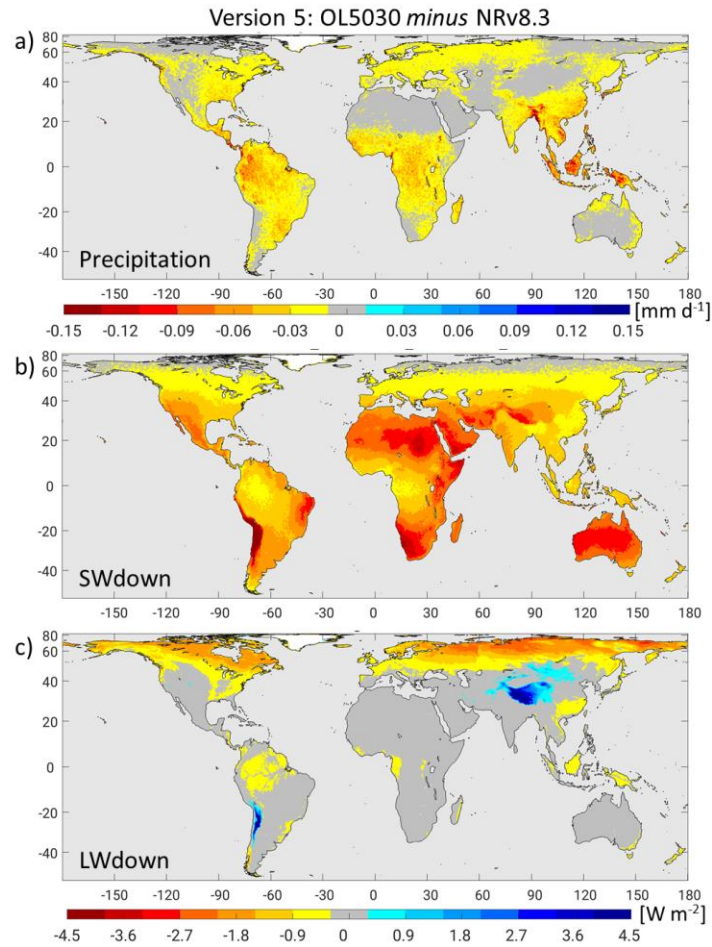 Version 5: OL5030 minus NRv8.3
a)
80
60
40
20
0
-20
-40
Precipitation
-150 -120 -90 -60 -30 0 30 60 90 120 150 180
[mm d-1]
-0.15 -0.12 -0.09 -0.06 -0.03 0 0.03 0.06 0.09 0.12 0.15
b)
80
60
40
20
0
-20
-40
SWdown
-150 -120 -90 -60 -30 0 30 60 90 120 150 180
c)
80
60
40
20
0
-20
-40
LWdown
-150 -120 -90 -60 -30 0 30 60 90 120 150 180
[W m-2]
-4.5 -3.6 -2.7 -1.8 -0.9 0 0.9 1.8 2.7 3.6 4.5